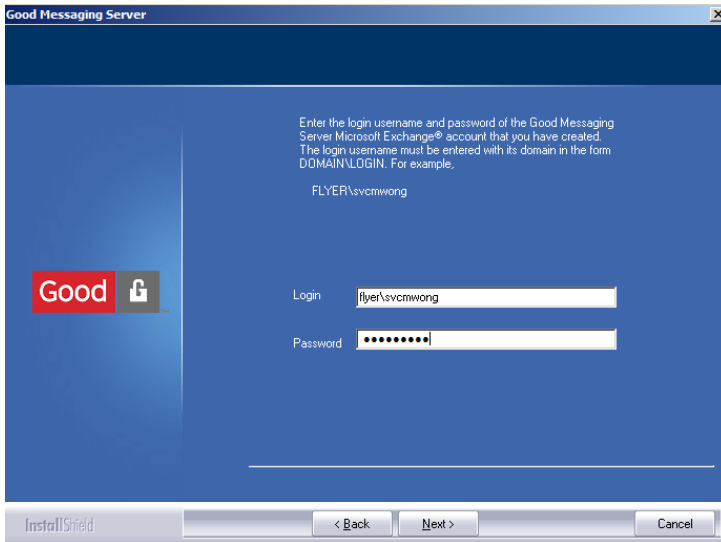 Good Messaging Server
Enter the login username and password of the Good Messaging
Server Microsoft Exchange® account that you have created.
The login username must be entered with its domain in the form
DOMAIN\LOGIN. For example,
FLYER\svcmwong
Good
Login
flyer\svcmwong
Password
•••••••••
InstallShield
< Back
Next >
Cancel